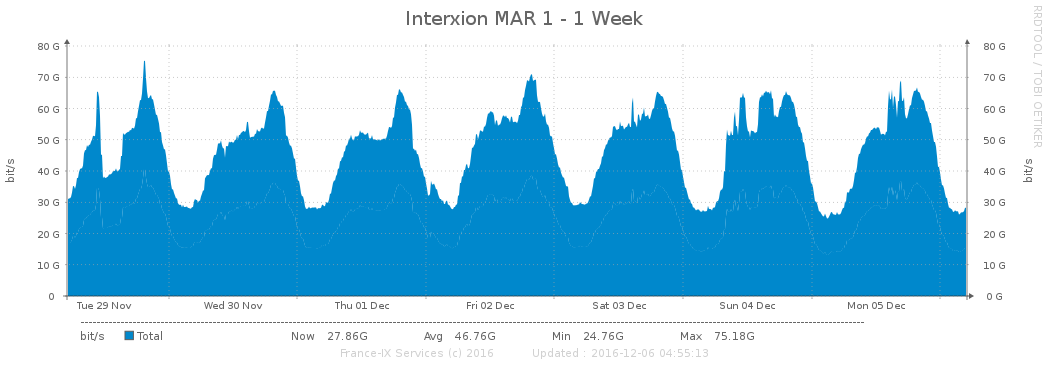 Interxion MAR 1 - 1 Week
RRDTOOL / TOBI OETIKER
bit/s
80 G 80 G
70 G 70 G
60 G 60 G
50 G 50 G
40 G 40 G
30 G 30 G
20 G 20 G
10 G 10 G
0 0 G
bit/s
Tue 29 Nov Wed 30 Nov Thu 01 Dec Fri 02 Dec Sat 03 Dec Sun 04 Dec Mon 05 Dec
bit/s Total Now 27.86G Avg 46.76G Min 24.76G Max 75.18G
France-IX Services (c) 2016 Updated : 2016-12-06 04:55:13